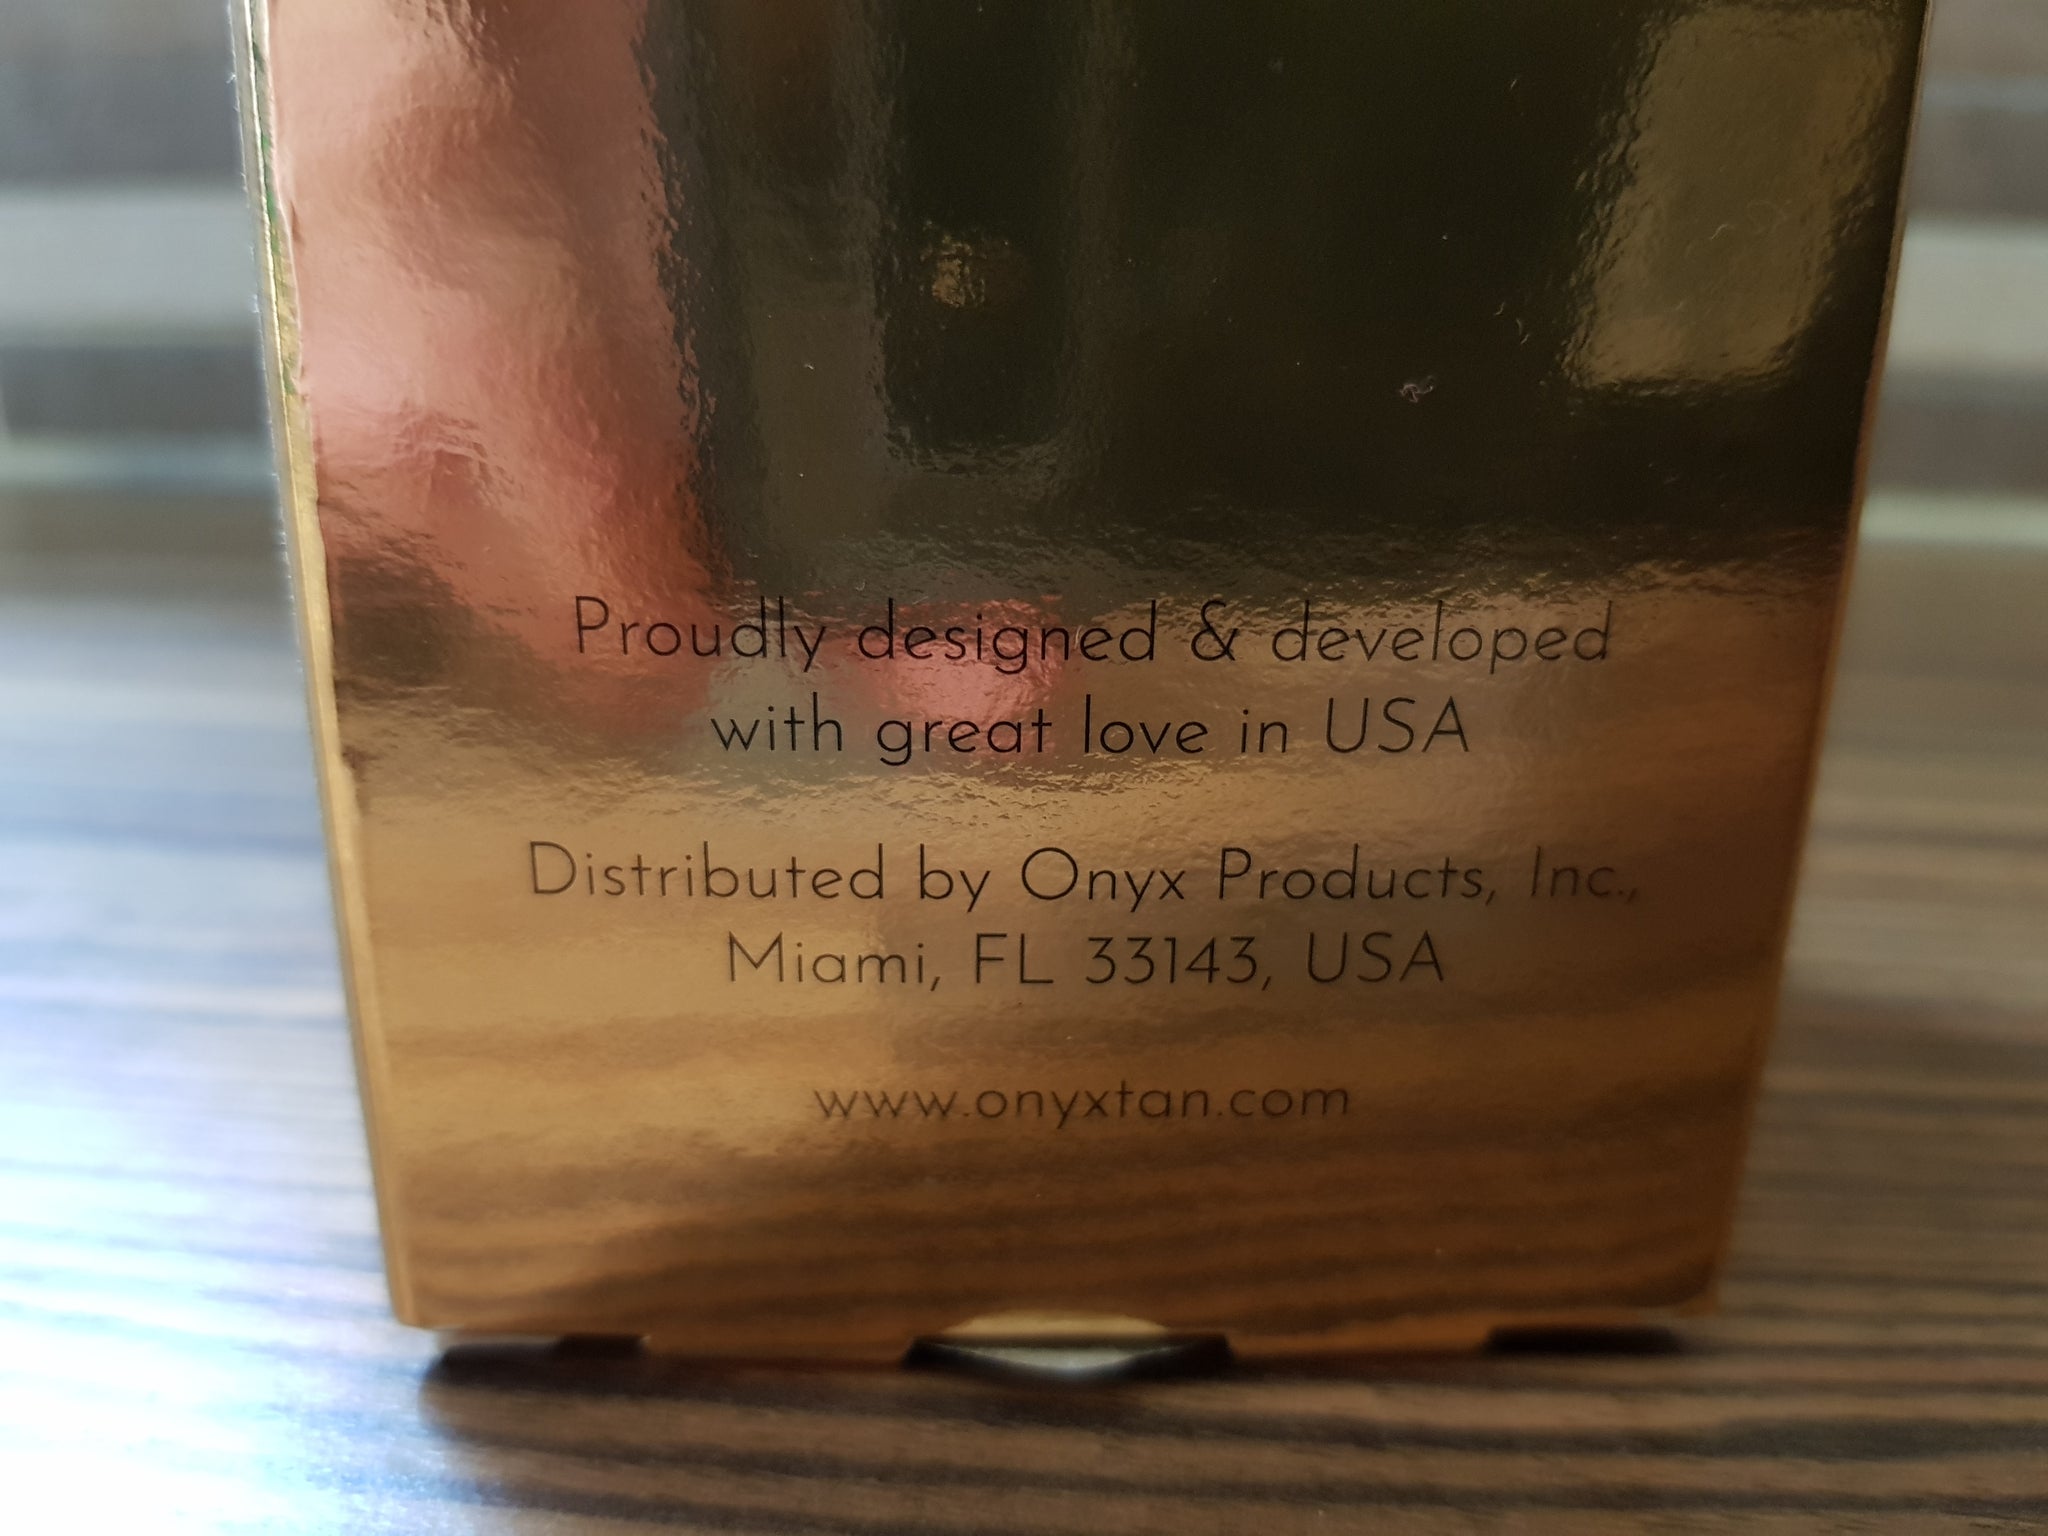 Proudly designed & developed
with great love in USA
Distributed by Onyx Products, Inc.,
Miami, FL 33143, USA
www.onyxtan.com